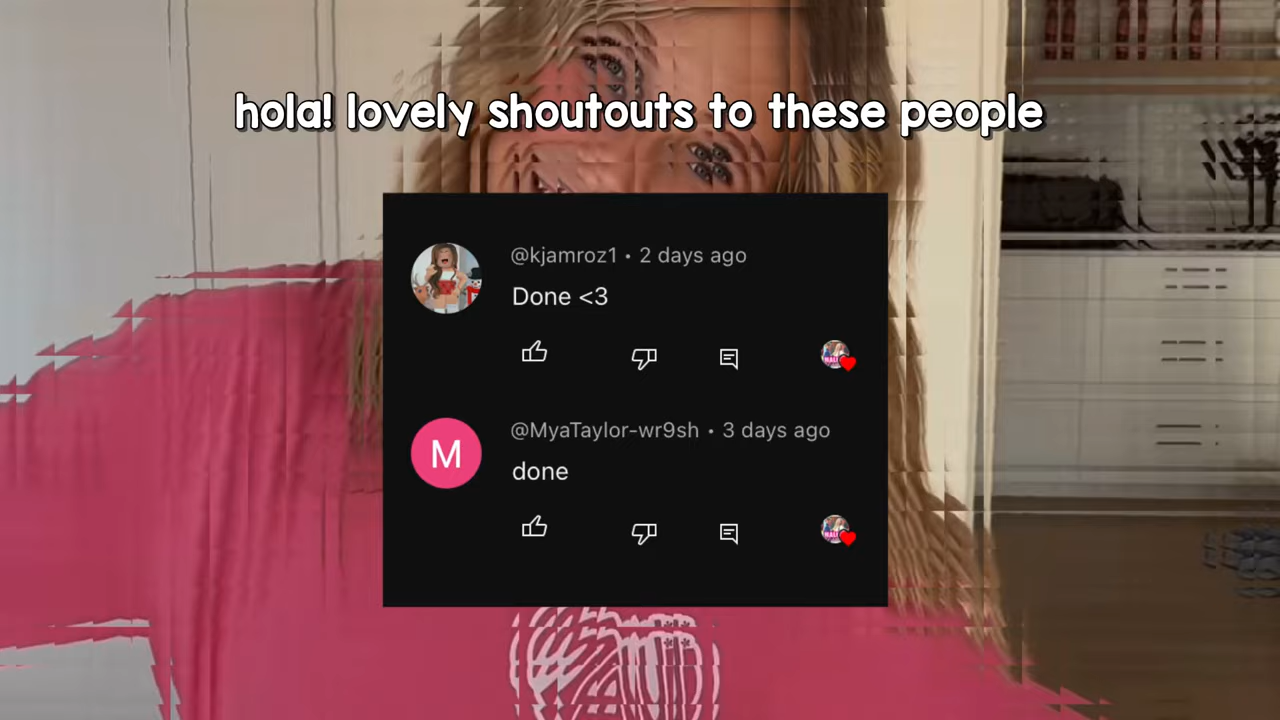 hola! lovely shoutouts to these people
@kjamroz1 • 2 days ago
Done <3
M
@MyaTaylor-wr9sh • 3 days ago
done